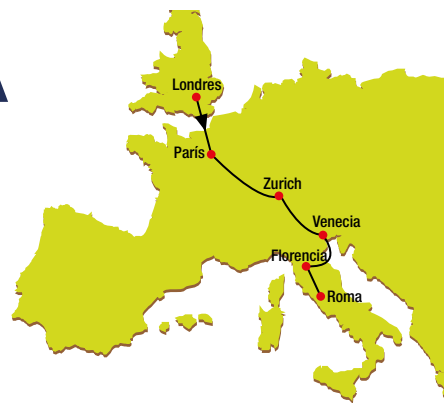 A
Londres
París
Zurich
Venecia
Florencia
Roma